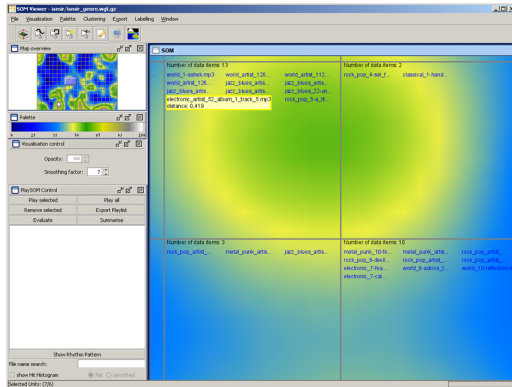 SOM Viewer - ismir/ismir_genre.wgt.gz
File Visualization Palette Clustering Export Labelling Window
Map overview
Palette
Visualisation control
Opacity:
Smoothing factor: 7
PlaySOM Control
Play selected Play all
Remove selected Export Playlist
Evaluate Summarise
Show Rhythm Pattern
File name search:
show Hit Histogram flat smoothed
Selected Units: (7/6)
SOM
Number of data items: 13
world_1-ashek.mp3 world_artist_126... world_artist_112...
world_artist_126... jazz_blues_artis... jazz_blues_artis...
jazz_blues_artis... jazz_blues_artis... jazz_blues_22-un...
electronic_artist_52_album_1_track_5.mp3 rock_pop_5-a_lit...
distance: 0,419
Number of data items: 2
rock_pop_4-set_f... classical_1-hand...
Number of data items: 3
rock_pop_artist_... metal_punk_artis... jazz_blues_artis...
Number of data items: 10
metal_punk_10-fo... metal_punk_artis... rock_pop_artist_...
rock_pop_8-devil... rock_pop_artist_... rock_pop_artist_...
electronic_7-fixa... world_6-advice_f... world_10-reflection
electronic_7-cal...